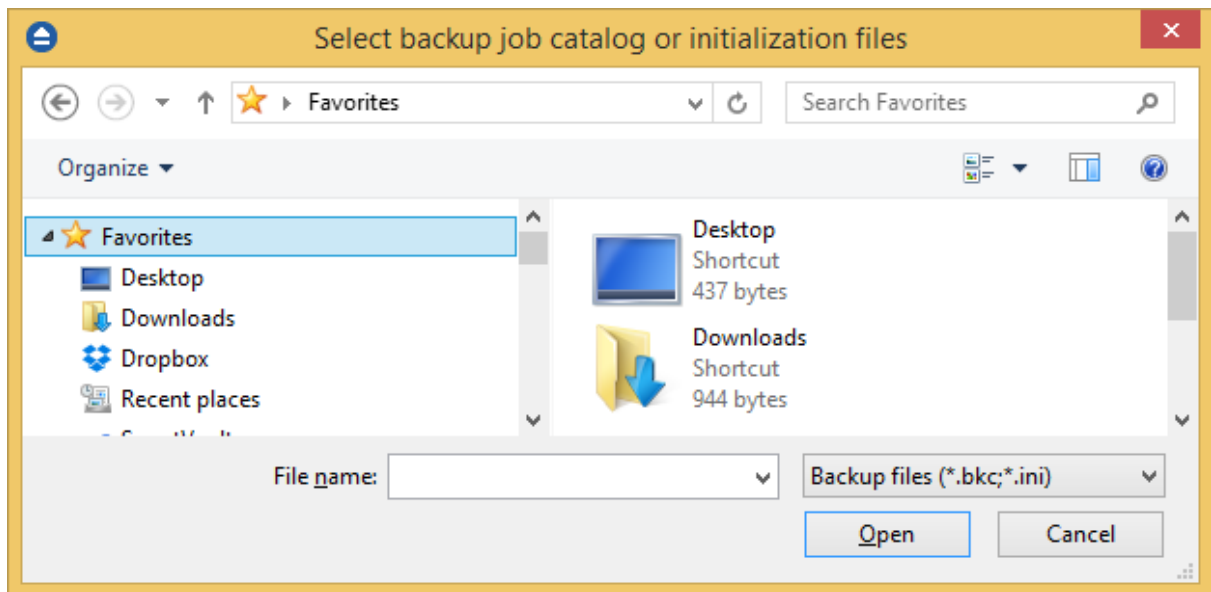 Select backup job catalog or initialization files
Favorites
Search Favorites
Organize
Favorites
Desktop
Downloads
Dropbox
Recent places
Desktop
Shortcut
437 bytes
Downloads
Shortcut
944 bytes
File name:
Backup files (*.bkc;*.ini)
Open
Cancel